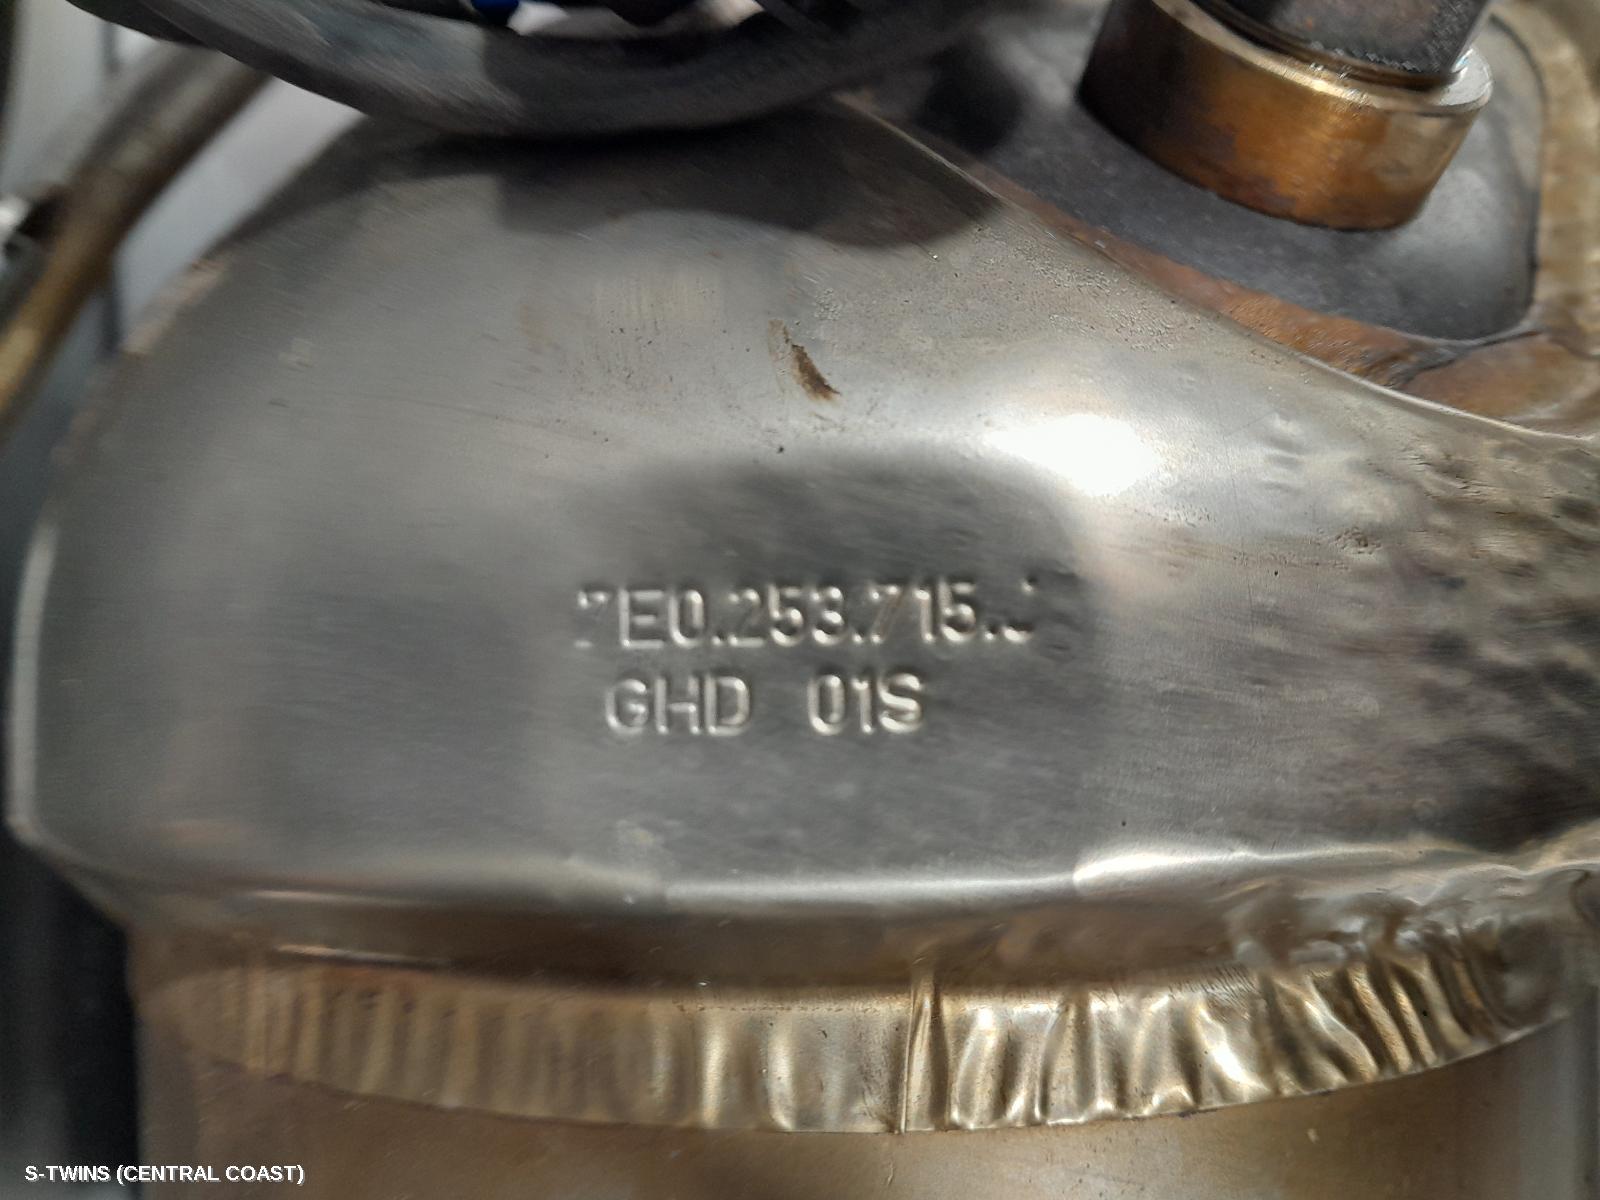 7E0.253.715.J
GHD 01S
S-TWINS (CENTRAL COAST)